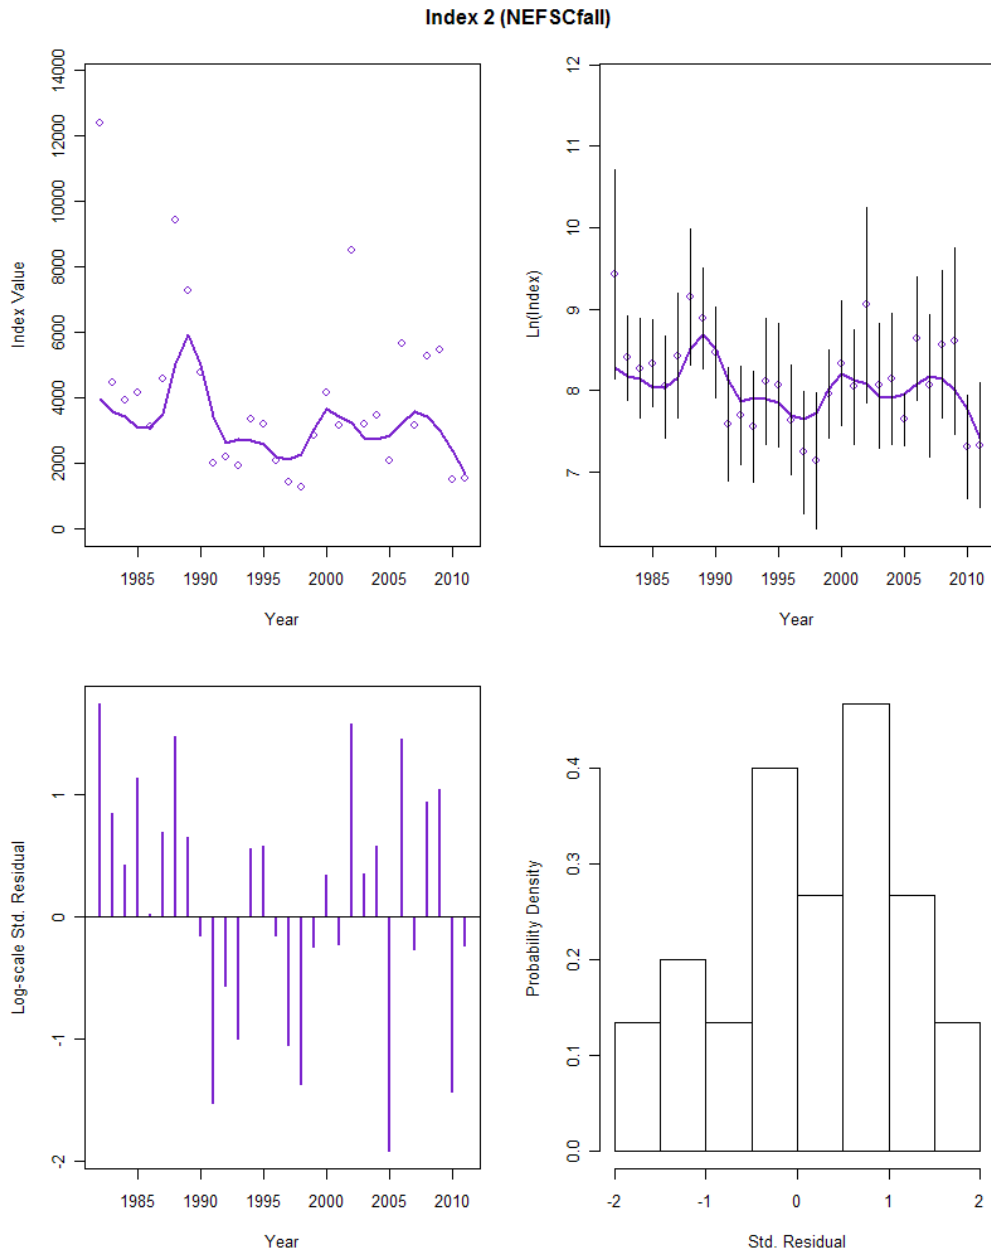 Index 2 (NEFSCfall)
Index Value
14000
12000
10000
8000
6000
4000
2000
0
1985 1990 1995 2000 2005 2010
Year
Ln(Index)
12
11
10
9
8
7
1985 1990 1995 2000 2005 2010
Year
Log-scale Std. Residual
1
0
-1
-2
1985 1990 1995 2000 2005 2010
Year
Probability Density
0.4
0.3
0.2
0.1
0.0
-2 -1 0 1 2
Std. Residual